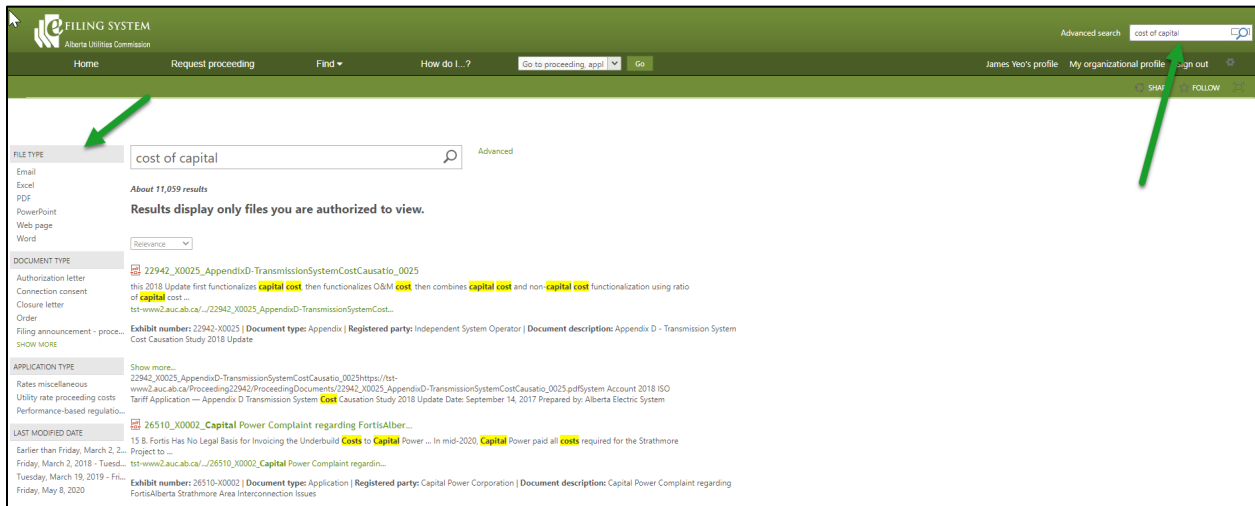 FILING SYSTEM
Alberta Utilities Commission
Advanced search cost of capital
Home Request proceeding Find How do I...? Go to proceeding, appl Go James Yeo's profile My organizational profile Sign out
SHARE FOLLOW
cost of capital Advanced
About 11,059 results
Results display only files you are authorized to view.
Relevance
FILE TYPE
Email
Excel
PDF
PowerPoint
Web page
Word
DOCUMENT TYPE
Authorization letter
Connection consent
Closure letter
Order
Filing announcement - proce...
SHOW MORE
APPLICATION TYPE
Rates miscellaneous
Utility rate proceeding costs
Performance-based regulatio...
LAST MODIFIED DATE
Earlier than Friday, March 2, 2...
Friday, March 2, 2018 - Tuesd...
Tuesday, March 19, 2019 - Fri...
Friday, May 8, 2020
22942_X0025_AppendixD-TransmissionSystemCostCausatio_0025
this 2018 Update first functionalizes capital cost, then functionalizes O&M cost, then combines capital cost and non-capital cost functionalization using ratio
of capital cost ...
tst-www2.auc.ab.ca/.../22942_X0025_AppendixD-TransmissionSystemCost...
Exhibit number: 22942-X0025 | Document type: Appendix | Registered party: Independent System Operator | Document description: Appendix D - Transmission System
Cost Causation Study 2018 Update
Show more...
22942_X0025_AppendixD-TransmissionSystemCostCausatio_0025https://tst-
www2.auc.ab.ca/Proceeding22942/ProceedingDocuments/22942_X0025_AppendixD-TransmissionSystemCostCausatio_0025.pdfSystem Account 2018 ISO
Tariff Application — Appendix D Transmission System Cost Causation Study 2018 Update Date: September 14, 2017 Prepared by: Alberta Electric System
26510_X0002_Capital Power Complaint regarding FortisAlber...
15 B. Fortis Has No Legal Basis for Invoicing the Underbuild Costs to Capital Power ... In mid-2020, Capital Power paid all costs required for the Strathmore
Project to ...
tst-www2.auc.ab.ca/.../26510_X0002_Capital Power Complaint regardin...
Exhibit number: 26510-X0002 | Document type: Application | Registered party: Capital Power Corporation | Document description: Capital Power Complaint regarding
FortisAlberta Strathmore Area Interconnection Issues